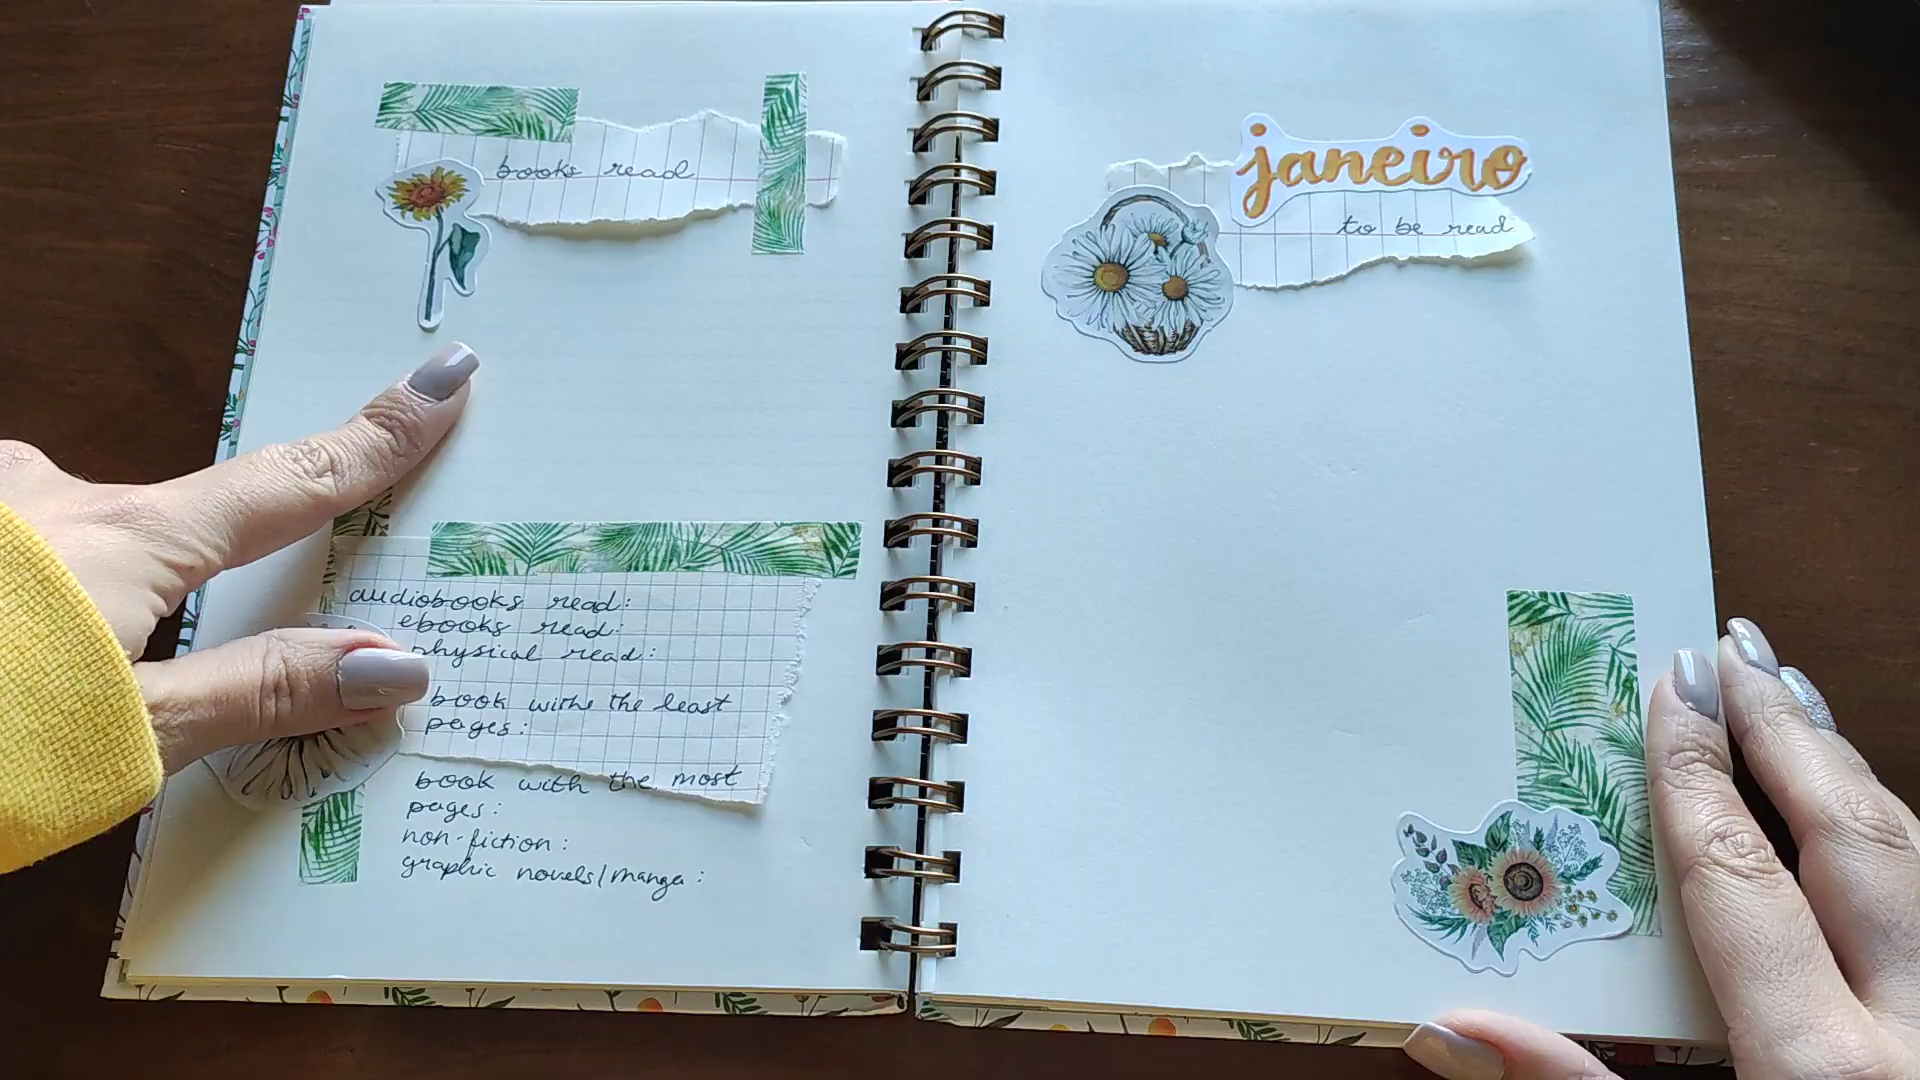 books read
audiobooks read:
ebooks read:
physical read:
book withe the least
pages:
book with the most
pages:
non-fiction:
graphic novels/manga:
janeiro
to be read